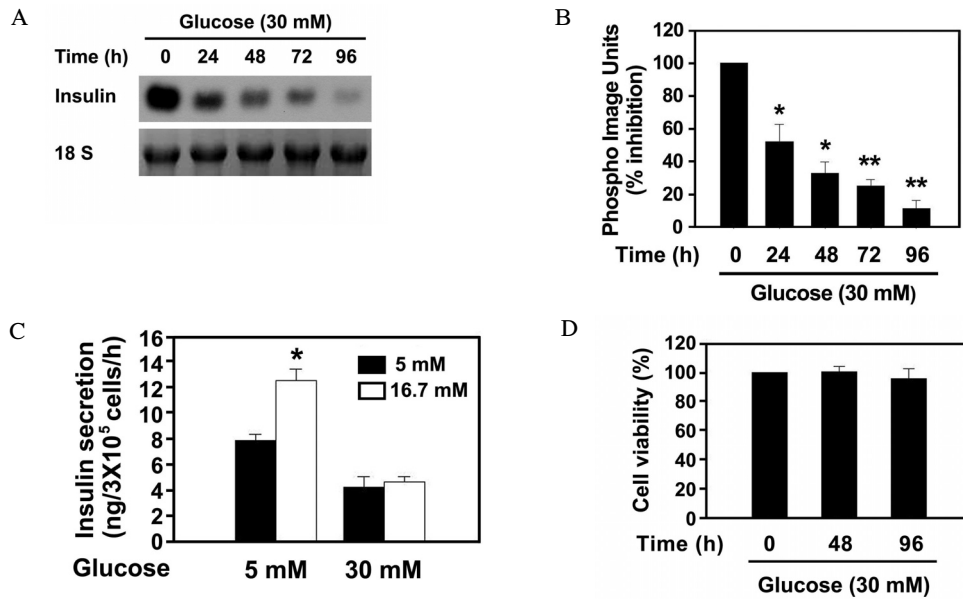 A
Glucose (30 mM)
Time (h) 0 24 48 72 96
Insulin
18 S
B
Phospho Image Units
(% inhibition)
120
100
80
60
40
20
0
*
*
**
**
Time (h) 0 24 48 72 96
Glucose (30 mM)
C
Insulin secretion
(ng/3X10⁵ cells/h)
16
14
12
10
8
6
4
2
0
*
5 mM
16.7 mM
Glucose 5 mM 30 mM
D
Cell viability (%)
120
100
80
60
40
20
0
Time (h) 0 48 96
Glucose (30 mM)